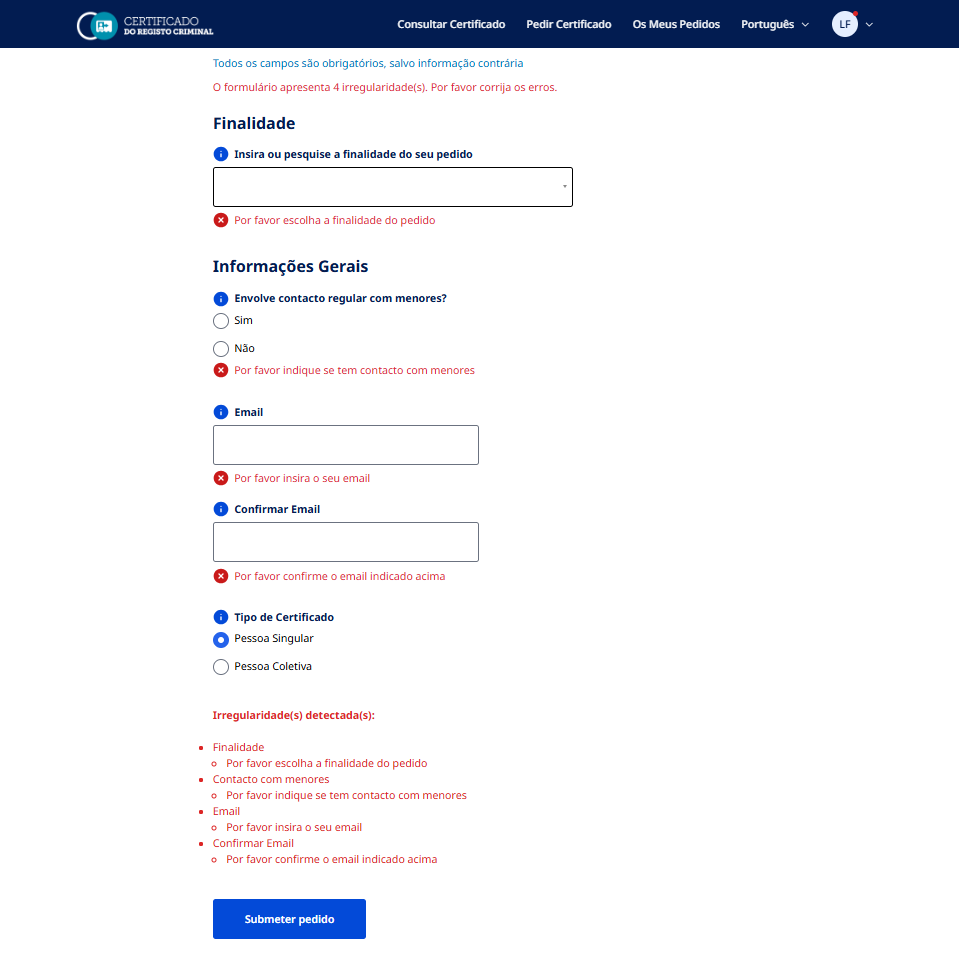 CERTIFICADO
DO REGISTO CRIMINAL
Consultar Certificado
Pedir Certificado
Os Meus Pedidos
Português
LF
Todos os campos são obrigatórios, salvo informação contrária
O formulário apresenta 4 irregularidade(s). Por favor corrija os erros.
Finalidade
Insira ou pesquise a finalidade do seu pedido
Por favor escolha a finalidade do pedido
Informações Gerais
Envolve contacto regular com menores?
Sim
Não
Por favor indique se tem contacto com menores
Email
Por favor insira o seu email
Confirmar Email
Por favor confirme o email indicado acima
Tipo de Certificado
Pessoa Singular
Pessoa Coletiva
Irregularidade(s) detectada(s):
Finalidade
Por favor escolha a finalidade do pedido
Contacto com menores
Por favor indique se tem contacto com menores
Email
Por favor insira o seu email
Confirmar Email
Por favor confirme o email indicado acima
Submeter pedido